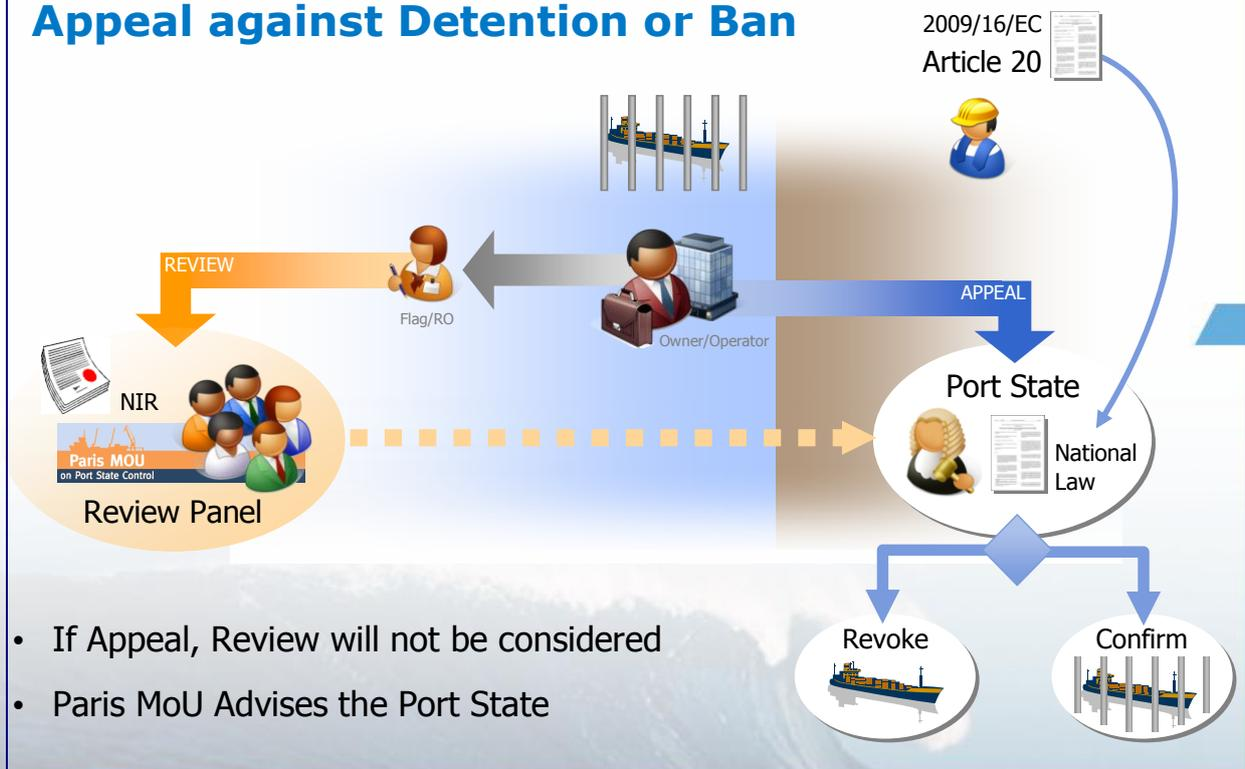 Appeal against Detention or Ban
2009/16/EC
Article 20
REVIEW
Flag/RO
Owner/Operator
APPEAL
NIR
Paris MOU
on Port State Control
Review Panel
Port State
National
Law
Revoke
Confirm
• If Appeal, Review will not be considered
• Paris MoU Advises the Port State